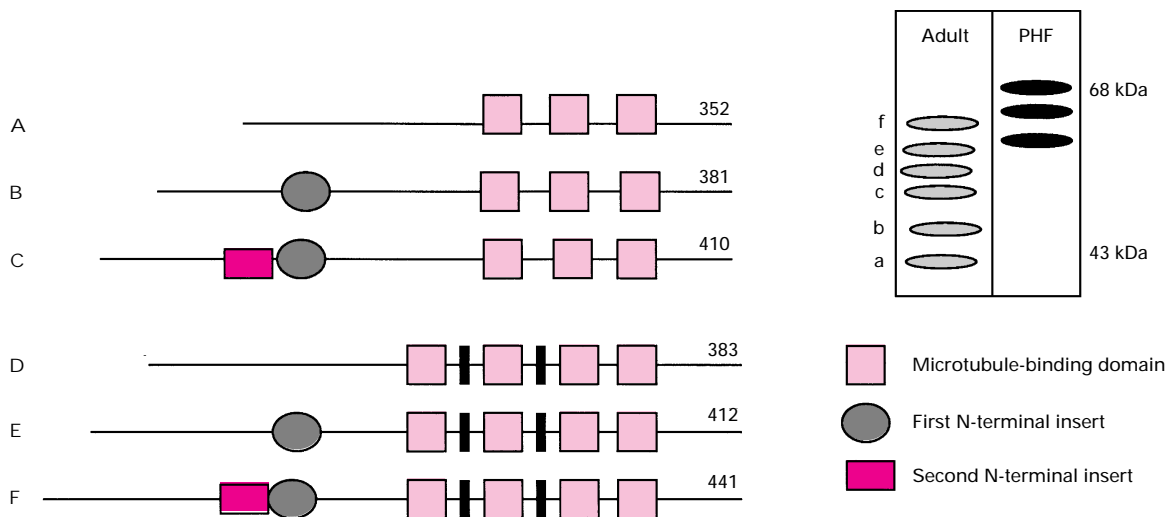 A 352
B 381
C 410
D 383
E 412
F 441
Adult PHF
68 kDa
f
e
d
c
b
a
43 kDa
Microtubule-binding domain
First N-terminal insert
Second N-terminal insert